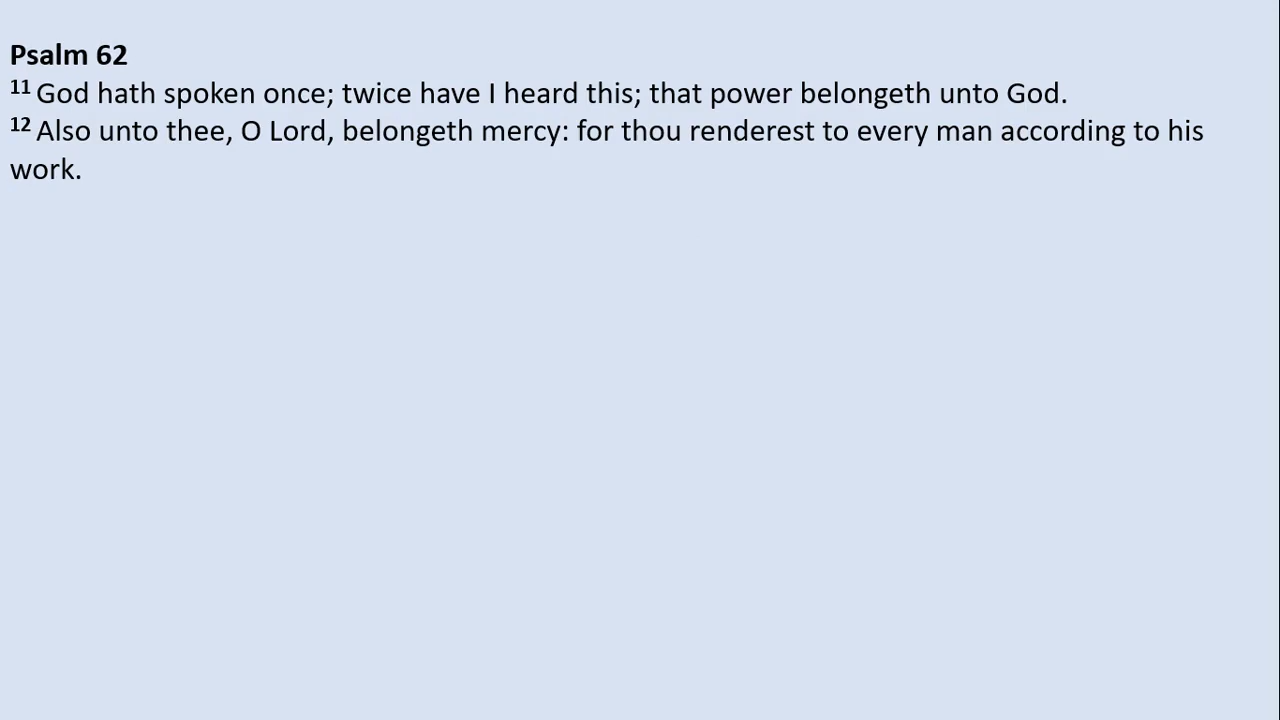 Psalm 62
11 God hath spoken once; twice have I heard this; that power belongeth unto God.
12 Also unto thee, O Lord, belongeth mercy: for thou renderest to every man according to his
work.